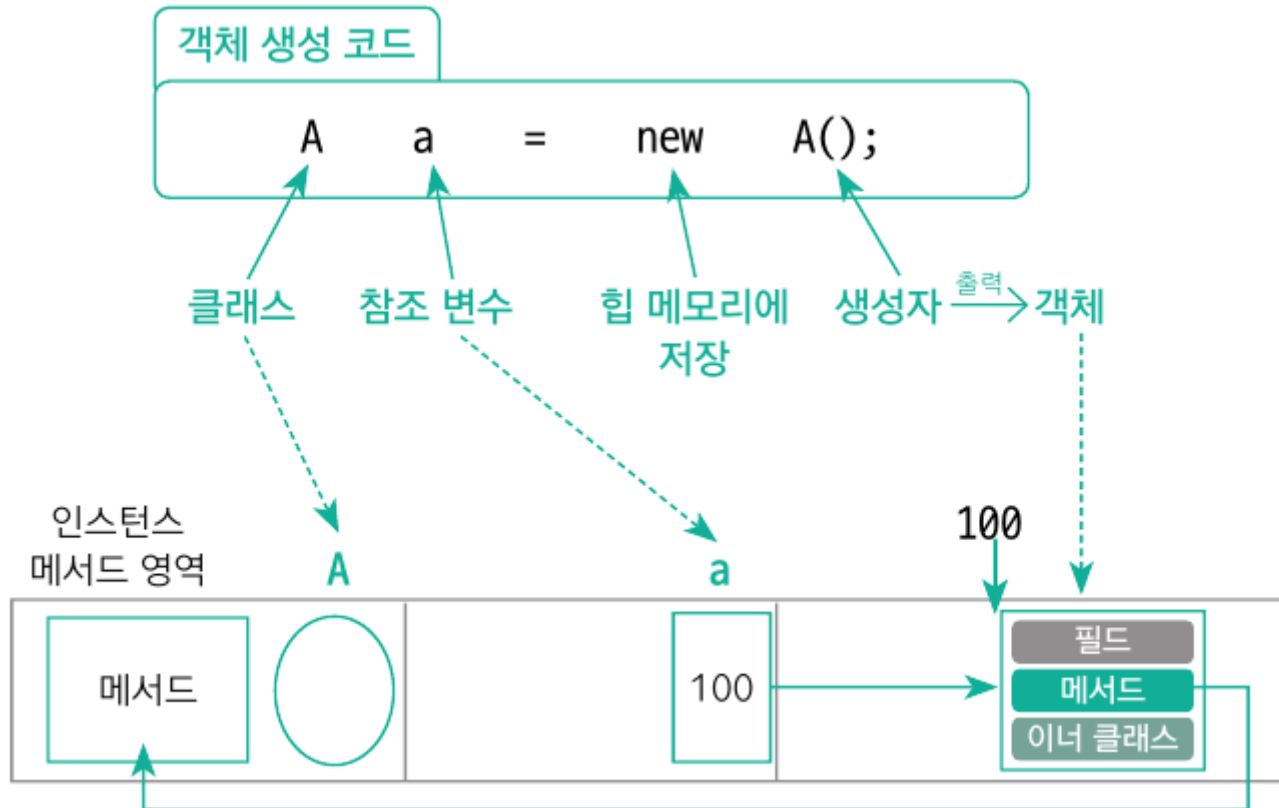 객체 생성 코드
A a = new A();
클래스 참조 변수 힙 메모리에 저장 생성자 출력 객체
인스턴스
메서드 영역
A
a
100
메서드
100
필드
메서드
이너 클래스